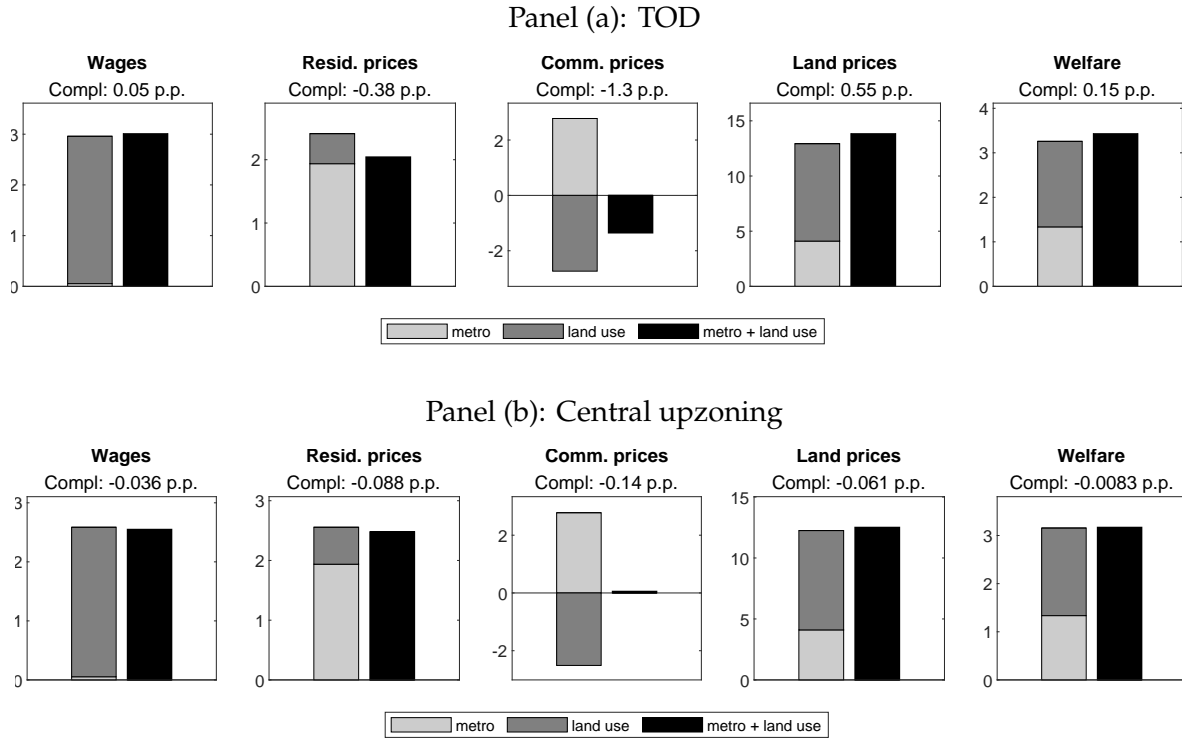 Panel (a): TOD
Wages
Compl: 0.05 p.p.
3
2
1
0
Resid. prices
Compl: -0.38 p.p.
2
1
0
Comm. prices
Compl: -1.3 p.p.
2
0
-2
Land prices
Compl: 0.55 p.p.
15
10
5
0
Welfare
Compl: 0.15 p.p.
4
3
2
1
0
metro land use metro + land use
Panel (b): Central upzoning
Wages
Compl: -0.036 p.p.
3
2
1
0
Resid. prices
Compl: -0.088 p.p.
3
2
1
0
Comm. prices
Compl: -0.14 p.p.
2
0
-2
Land prices
Compl: -0.061 p.p.
15
10
5
0
Welfare
Compl: -0.0083 p.p.
3
2
1
0
metro land use metro + land use